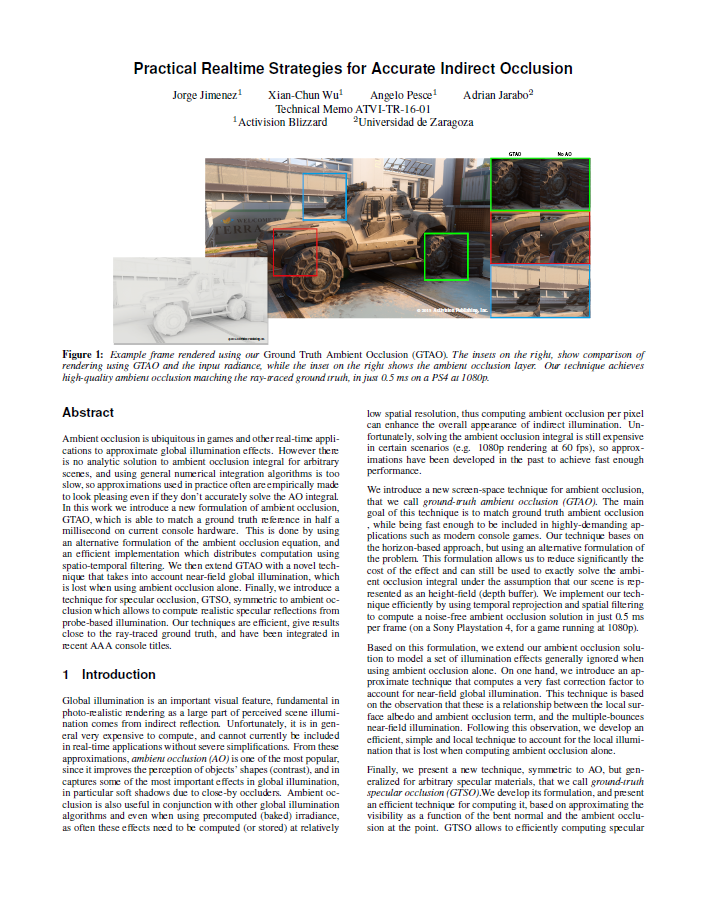 Practical Realtime Strategies for Accurate Indirect Occlusion
Jorge Jimenez1 Xian-Chun Wu1 Angelo Pesce1 Adrian Jarabo2
Technical Memo ATVI-TR-16-01
1Activision Blizzard 2Universidad de Zaragoza
GTAO No AO
WELCOME
TERRA
Figure 1: Example frame rendered using our Ground Truth Ambient Occlusion (GTAO). The insets on the right, show comparison of
rendering using GTAO and the input radiance, while the inset on the right shows the ambient occlusion layer. Our technique achieves
high-quality ambient occlusion matching the ray-traced ground truth, in just 0.5 ms on a PS4 at 1080p.
Abstract
Ambient occlusion is ubiquitous in games and other real-time appli-
cations to approximate global illumination effects. However there
is no analytic solution to ambient occlusion integral for arbitrary
scenes, and using general numerical integration algorithms is too
slow, so approximations used in practice often are empirically made
to look pleasing even if they don't accurately solve the AO integral.
In this work we introduce a new formulation of ambient occlusion,
GTAO, which is able to match a ground truth reference in half a
millisecond on current console hardware. This is done by using
an alternative formulation of the ambient occlusion equation, and
an efficient implementation which distributes computation using
spatio-temporal filtering. We then extend GTAO with a novel tech-
nique that takes into account near-field global illumination, which
is lost when using ambient occlusion alone. Finally, we introduce a
technique for specular occlusion, GTSO, symmetric to ambient oc-
clusion which allows to compute realistic specular reflections from
probe-based illumination. Our techniques are efficient, give results
close to the ray-traced ground truth, and have been integrated in
recent AAA console titles.
1 Introduction
Global illumination is an important visual feature, fundamental in
photo-realistic rendering as a large part of perceived scene illumi-
nation comes from indirect reflection. Unfortunately, it is in gen-
eral very expensive to compute, and cannot currently be included
in real-time applications without severe simplifications. From these
approximations, ambient occlusion (AO) is one of the most popular,
since it improves the perception of objects' shapes (contrast), and in
captures some of the most important effects in global illumination,
in particular soft shadows due to close-by occluders. Ambient oc-
clusion is also useful in conjunction with other global illumination
algorithms and even when using precomputed (baked) irradiance,
as often these effects need to be computed (or stored) at relatively
low spatial resolution, thus computing ambient occlusion per pixel
can enhance the overall appearance of indirect illumination. Un-
fortunately, solving the ambient occlusion integral is still expensive
in certain scenarios (e.g. 1080p rendering at 60 fps), so approx-
imations have been developed in the past to achieve fast enough
performance.
We introduce a new screen-space technique for ambient occlusion,
that we call ground-truth ambient occlusion (GTAO). The main
goal of this technique is to match ground truth ambient occlusion
, while being fast enough to be included in highly-demanding ap-
plications such as modern console games. Our technique bases on
the horizon-based approach, but using an alternative formulation of
the problem. This formulation allows us to reduce significantly the
cost of the effect and can still be used to exactly solve the ambi-
ent occlusion integral under the assumption that our scene is rep-
resented as an height-field (depth buffer). We implement our tech-
nique efficiently by using temporal reprojection and spatial filtering
to compute a noise-free ambient occlusion solution in just 0.5 ms
per frame (on a Sony Playstation 4, for a game running at 1080p).
Based on this formulation, we extend our ambient occlusion solu-
tion to model a set of illumination effects generally ignored when
using ambient occlusion alone. On one hand, we introduce an ap-
proximate technique that computes a very fast correction factor to
account for near-field global illumination. This technique is based
on the observation that these is a relationship between the local sur-
face albedo and ambient occlusion term, and the multiple-bounces
near-field illumination. Following this observation, we develop an
efficient, simple and local technique to account for the local illumi-
nation that is lost when computing ambient occlusion alone.
Finally, we present a new technique, symmetric to AO, but gen-
eralized for arbitrary specular materials, that we call ground-truth
specular occlusion (GTSO).We develop its formulation, and present
an efficient technique for computing it, based on approximating the
visibility as a function of the bent normal and the ambient occlu-
sion at the point. GTSO allows to efficiently computing specular